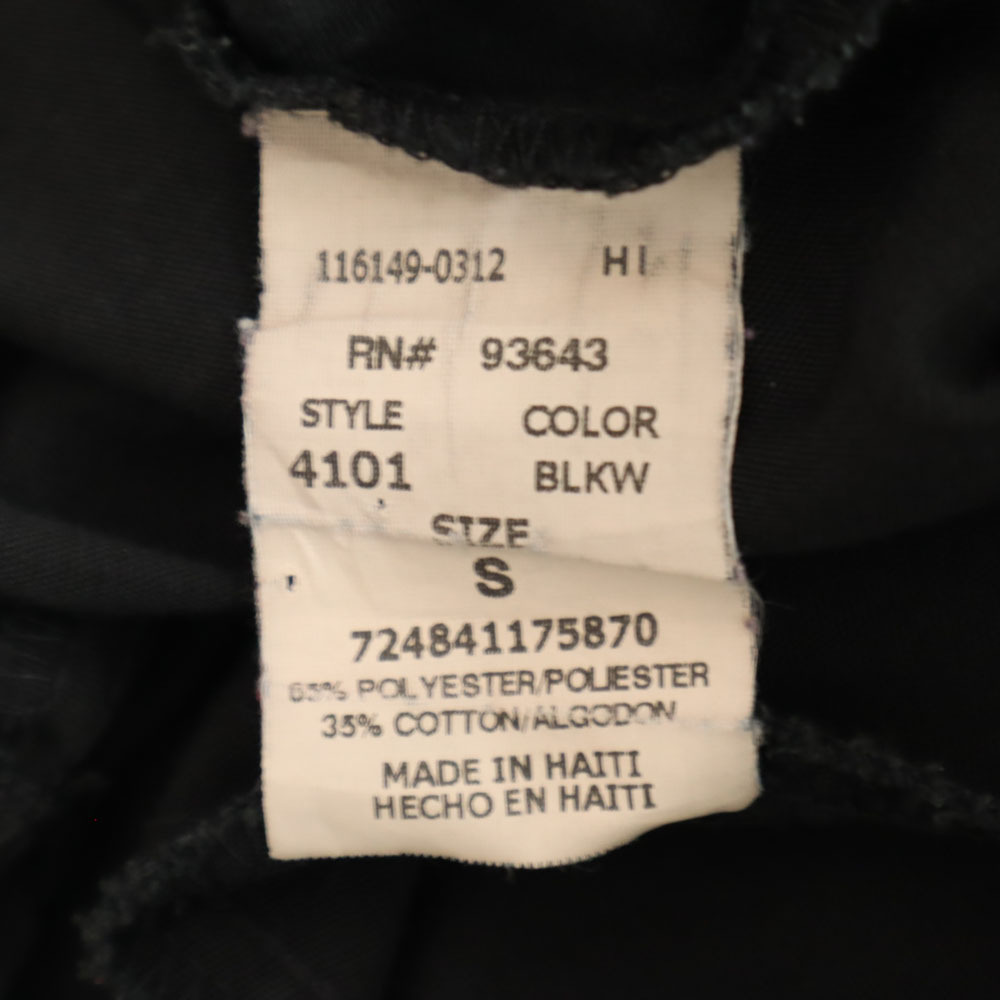 116149-0312 HI
RN# 93643
STYLE COLOR
4101 BLKW
SIZE
S
724841175870
65% POLYESTER/POLIESTER
35% COTTON/ALGODON
MADE IN HAITI
HECHO EN HAITI